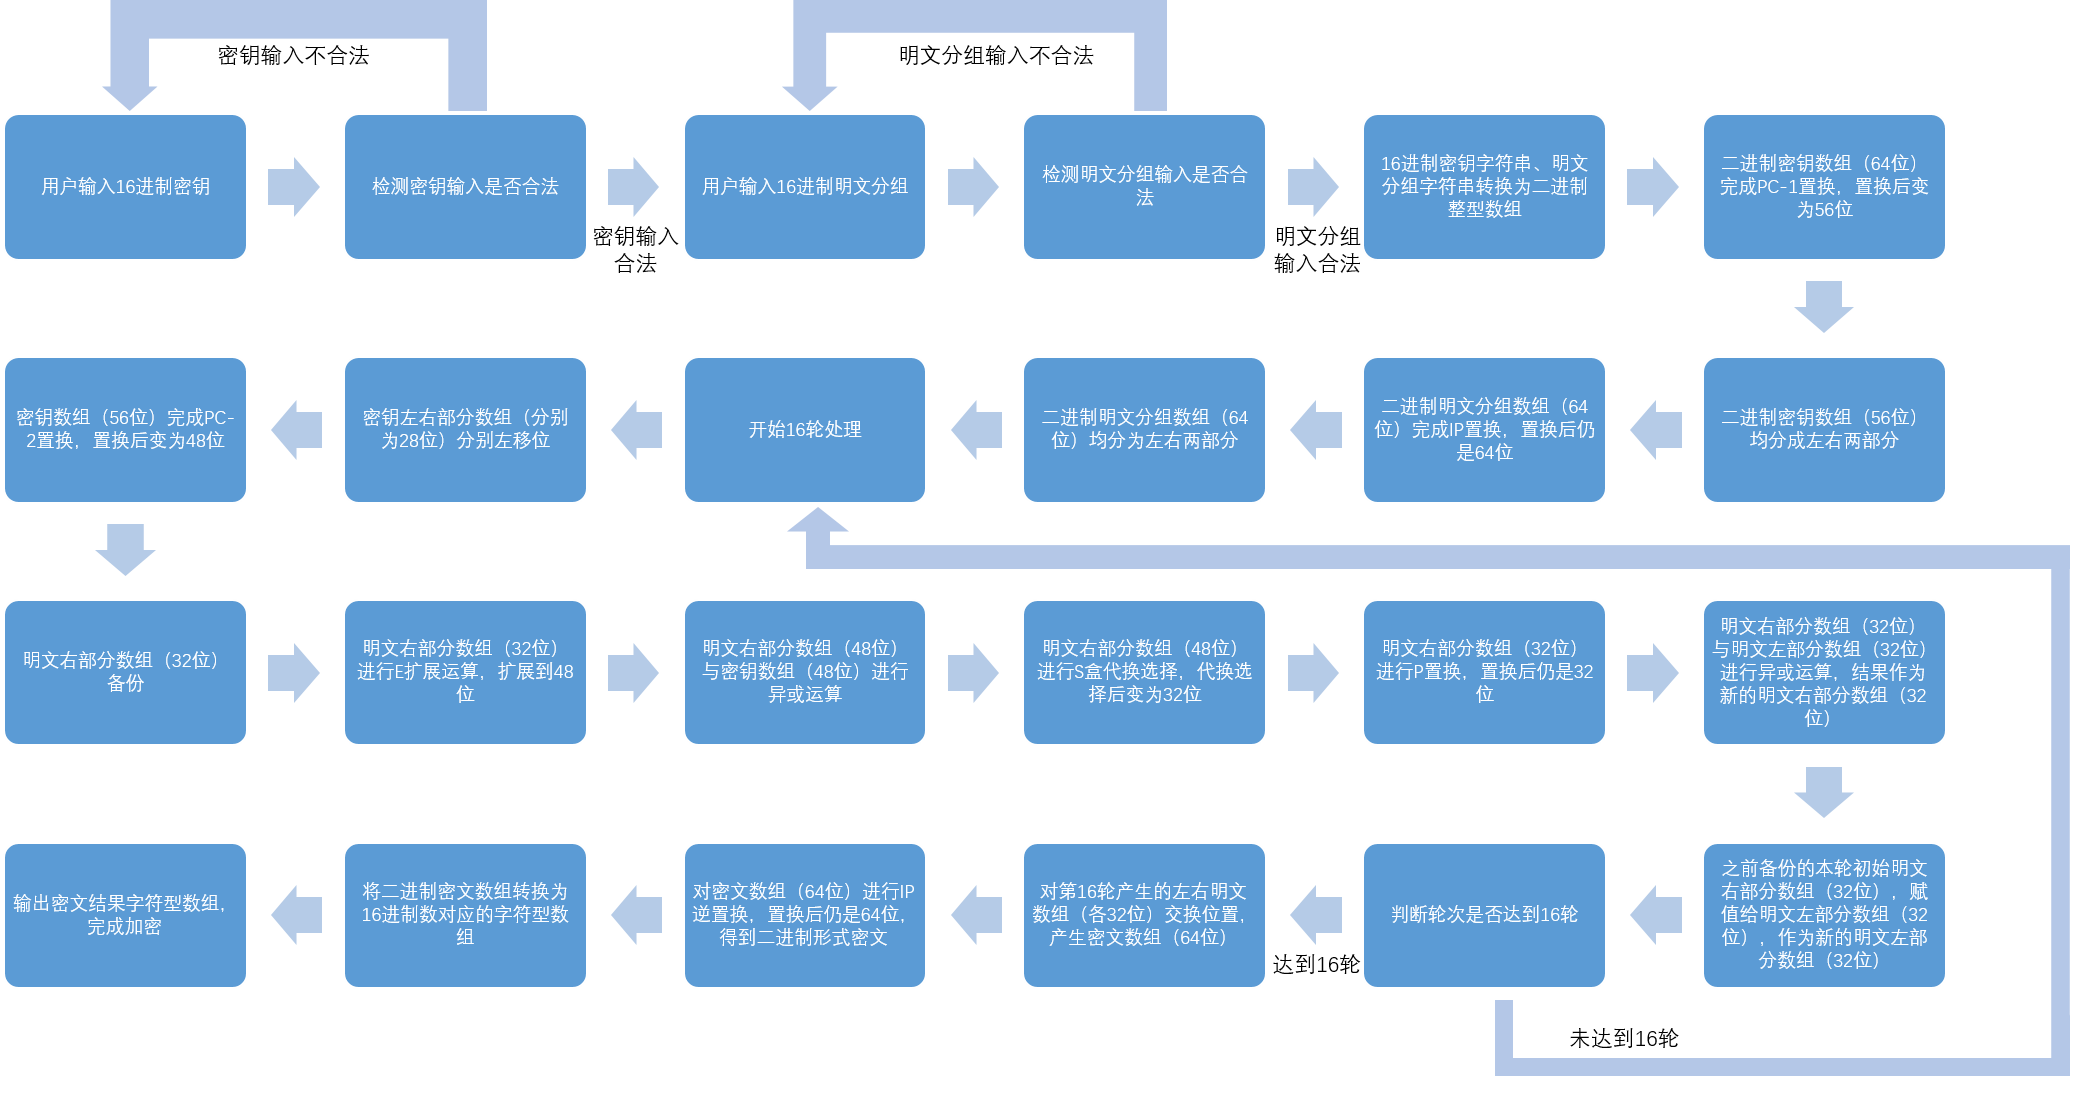 密钥输入不合法
明文分组输入不合法
用户输入16进制密钥
检测密钥输入是否合法
密钥输入
合法
用户输入16进制明文分组
检测明文分组输入是否合
法
明文分组
输入合法
16进制密钥字符串、明文
分组字符串转换为二进制
整型数组
二进制密钥数组（64位）
完成PC-1置换，置换后变
为56位
二进制密钥数组（56位）
均分成左右两部分
二进制明文分组数组（64
位）完成IP置换，置换后仍
是64位
二进制明文分组数组（64
位）均分为左右两部分
开始16轮处理
密钥左右部分数组（分别
为28位）分别左移位
密钥数组（56位）完成PC-
2置换，置换后变为48位
明文右部分数组（32位）
备份
明文右部分数组（32位）
进行E扩展运算，扩展到48
位
明文右部分数组（48位）
与密钥数组（48位）进行
异或运算
明文右部分数组（48位）
进行S盒代换选择，代换选
择后变为32位
明文右部分数组（32位）
进行P置换，置换后仍是32
位
明文右部分数组（32位）
与明文左部分数组（32位）
进行异或运算，结果作为
新的明文右部分数组（32
位）
之前备份的本轮初始明文
右部分数组（32位），赋
值给明文左部分数组（32
位），作为新的明文左部
分数组（32位）
判断轮次是否达到16轮
未达到16轮
达到16轮
对第16轮产生的左右明文
数组（各32位）交换位置，
产生密文数组（64位）
对密文数组（64位）进行IP
逆置换，置换后仍是64位，
得到二进制形式密文
将二进制密文数组转换为
16进制数对应的字符型数
组
输出密文结果字符型数组，
完成加密